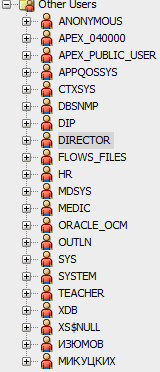 Other Users
ANONYMOUS
APEX_040000
APEX_PUBLIC_USER
APPQOSSYS
CTXSYS
DBSNMP
DIP
DIRECTOR
FLOWS_FILES
HR
MDSYS
MEDIC
ORACLE_OCM
OUTLN
SYS
SYSTEM
TEACHER
XDB
XS$NULL
ИЗЮМОВ
МИКУЦКИХ